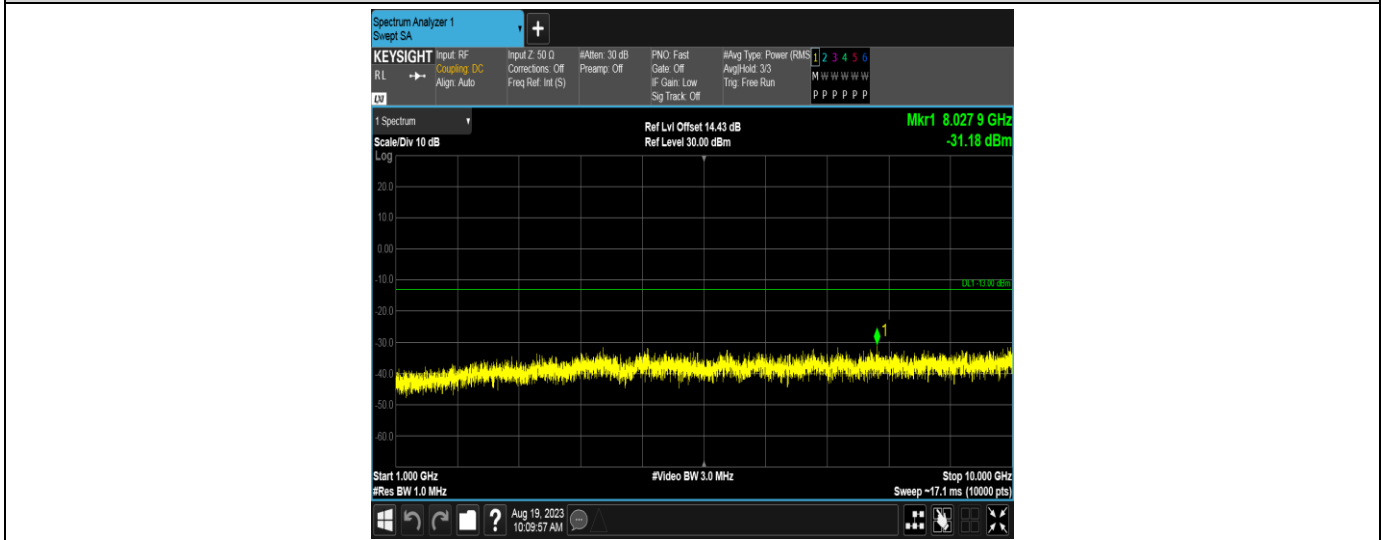 Spectrum Analyzer 1
Swept SA
+
KEYSIGHT
RL
LXI
Input: RF
Coupling: DC
Align: Auto
Input Z: 50 Ω
Corrections: Off
Freq Ref: Int (S)
#Atten: 30 dB
Preamp: Off
PNO: Fast
Gate: Off
IF Gain: Low
Sig Track: Off
#Avg Type: Power (RMS
Avg|Hold: 3/3
Trig: Free Run
1 2 3 4 5 6
M W W W W W
P P P P P P
1 Spectrum
Scale/Div 10 dB
Ref Lvl Offset 14.43 dB
Ref Level 30.00 dBm
Mkr1 8.027 9 GHz
-31.18 dBm
Log
20.0
10.0
0.00
-10.0
DL1 -13.00 dBm
-20.0
1
-30.0
-40.0
-50.0
-60.0
Start 1.000 GHz
#Res BW 1.0 MHz
#Video BW 3.0 MHz
Stop 10.000 GHz
Sweep ~17.1 ms (10000 pts)
?
Aug 19, 2023
10:09:57 AM